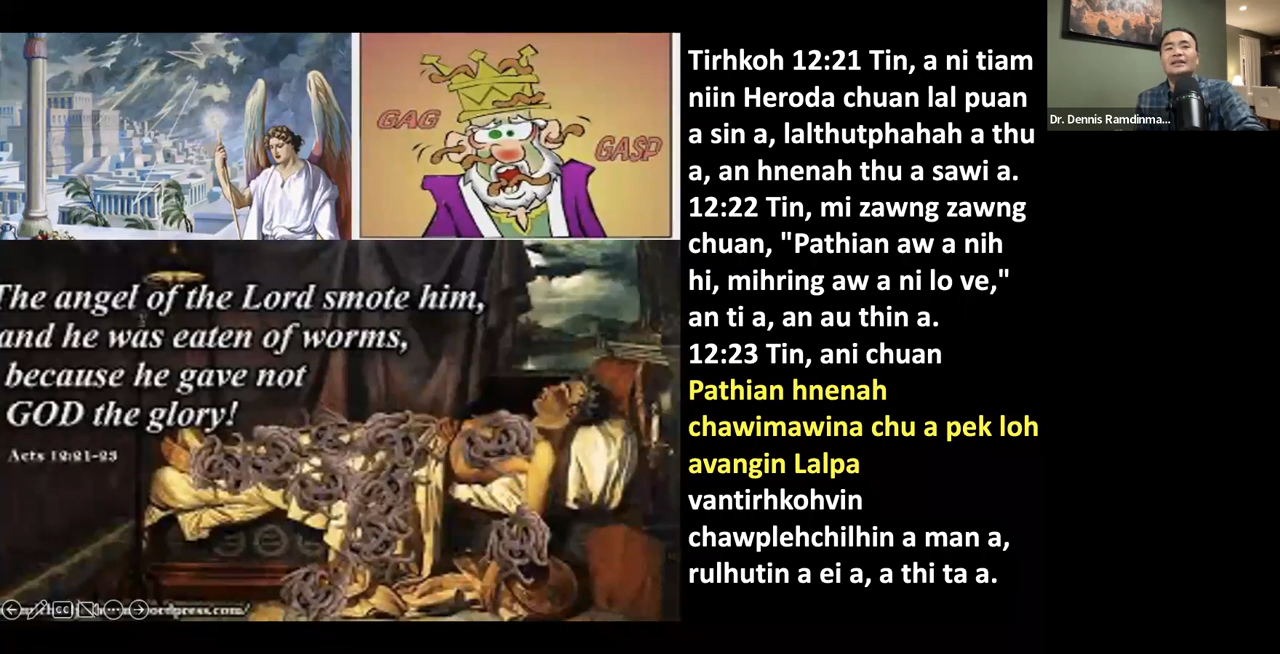 GAG
GASP
The angel of the Lord smote him,
and he was eaten of worms,
because he gave not
GOD the glory!
Acts 12:21-23
Tirhkoh 12:21 Tin, a ni tiam
niin Heroda chuan lal puan
a sin a, lalthutphahah a thu
a, an hnenah thu a sawi a.
12:22 Tin, mi zawng zawng
chuan, "Pathian aw a nih
hi, mihring aw a ni lo ve,"
an ti a, an au thin a.
12:23 Tin, ani chuan
Pathian hnenah
chawimawina chu a pek loh
avangin Lalpa
vantirhkohvin
chawplehchilhin a man a,
rulhutin a ei a, a thi ta a.
Dr. Dennis Ramdinma...